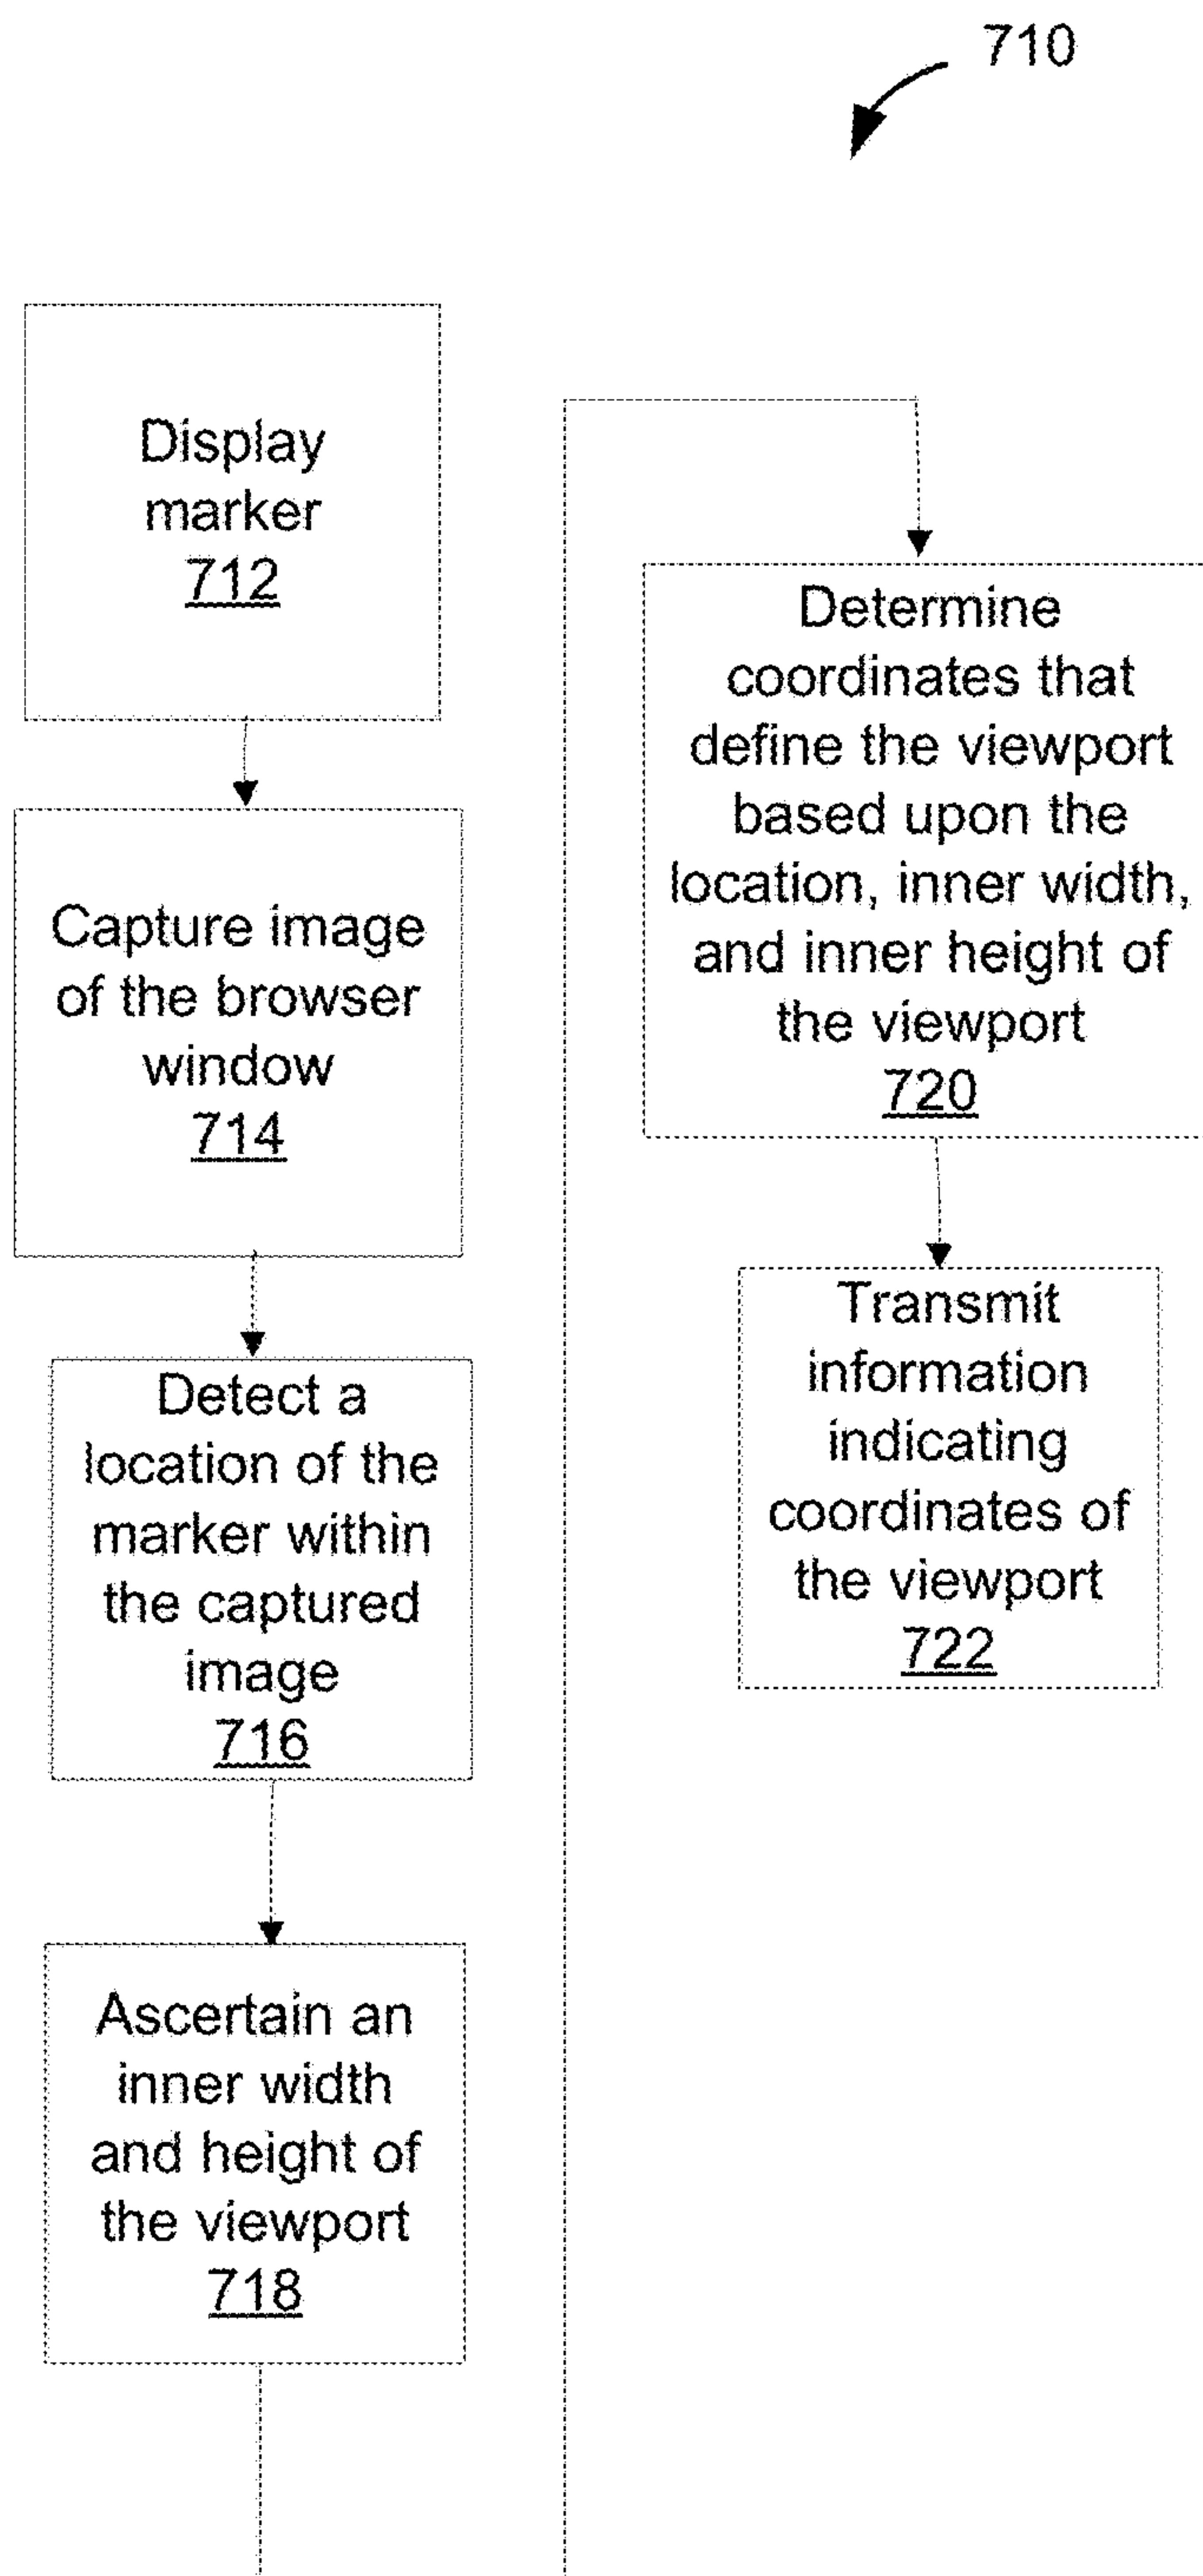 710
Display
marker
712
Capture image
of the browser
window
714
Detect a
location of the
marker within
the captured
image
716
Ascertain an
inner width
and height of
the viewport
718
Determine
coordinates that
define the viewport
based upon the
location, inner width,
and inner height of
the viewport
720
Transmit
information
indicating
coordinates of
the viewport
722